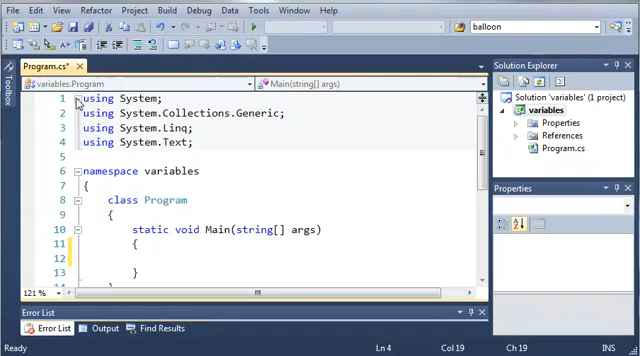 File Edit View Refactor Project Build Debug Data Tools Window Help
balloon
Toolbox
Program.cs*
variables.Program
Main(string[] args)
1 using System;
2 using System.Collections.Generic;
3 using System.Linq;
4 using System.Text;
5
6 namespace variables
7 {
8 class Program
9 {
10 static void Main(string[] args)
11 {
12
13 }
14 }
121 %
Error List
Error List Output Find Results
Solution Explorer
Solution 'variables' (1 project)
variables
Properties
References
Program.cs
Properties
Ready Ln 4 Col 19 Ch 19 INS